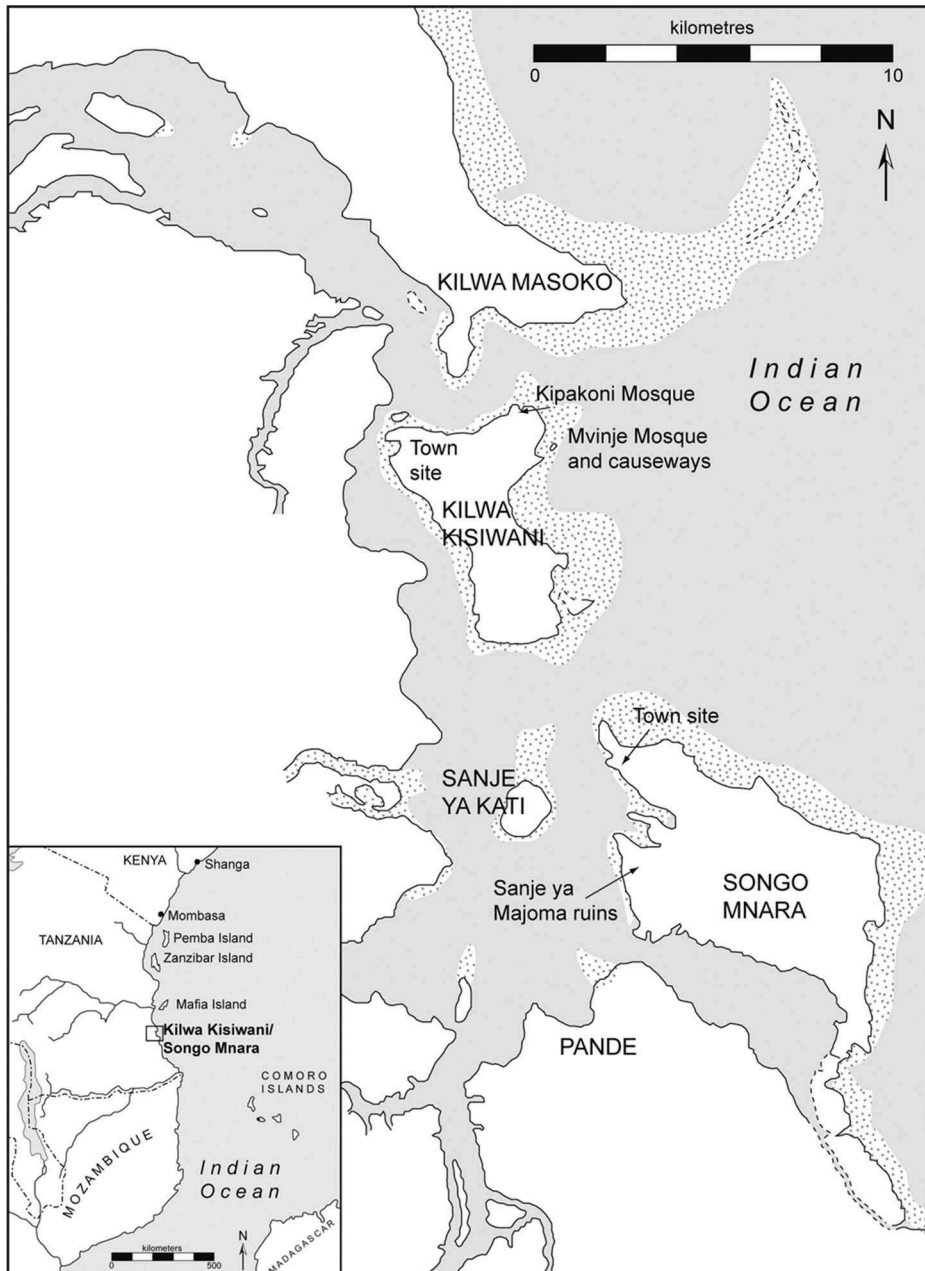 kilometres
0 10
N
KILWA MASOKO
Indian
Ocean
Kipakoni Mosque
Mvinje Mosque
and causeways
Town
site
KILWA
KISIWANI
Town site
SANJE
YA KATI
Sanje ya
Majoma ruins
SONGO
MNARA
PANDE
KENYA
Shanga
Mombasa
TANZANIA
Pemba Island
Zanzibar Island
Mafia Island
Kilwa Kisiwani/
Songo Mnara
COMORO
ISLANDS
MOZAMBIQUE
Indian
Ocean
kilometers
0 500
N
MADAGASCAR